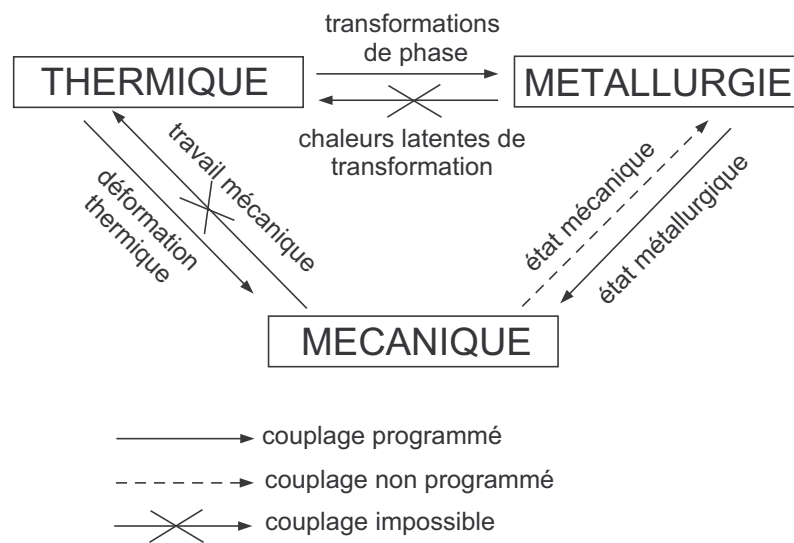 transformations
de phase
THERMIQUE
METALLURGIE
chaleurs latentes de
transformation
travail mécanique
déformation
thermique
état mécanique
état métallurgique
MECANIQUE
couplage programmé
couplage non programmé
couplage impossible